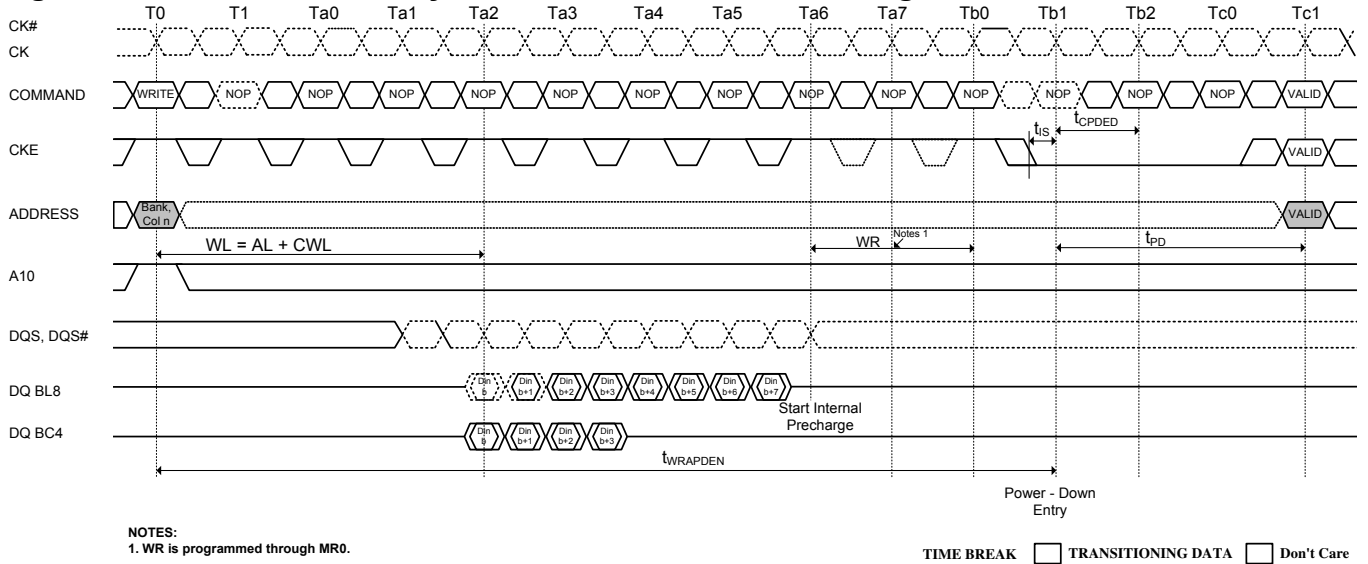 T0 T1 Ta0 Ta1 Ta2 Ta3 Ta4 Ta5 Ta6 Ta7 Tb0 Tb1 Tb2 Tc0 Tc1
CK#
CK
COMMAND WRITE NOP NOP NOP NOP NOP NOP NOP NOP NOP NOP NOP NOP NOP VALID
tIS tCPDED
CKE VALID
ADDRESS Bank, Col n VALID
WL = AL + CWL WR Notes 1 tPD
A10
DQS, DQS#
DQ BL8 Din b Din b+1 Din b+2 Din b+3 Din b+4 Din b+5 Din b+6 Din b+7
Start Internal
Precharge
DQ BC4 Din b Din b+1 Din b+2 Din b+3
tWRAPDEN
Power - Down
Entry
NOTES:
1. WR is programmed through MR0.
TIME BREAK TRANSITIONING DATA Don't Care